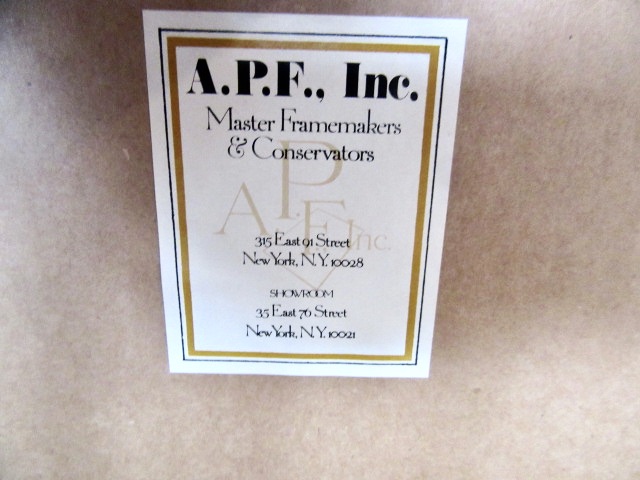 A.P.F., Inc.
Master Framemakers
& Conservators
A.P.F. Inc.
315 East 91 Street
New York, N.Y. 10028
SHOWROOM
35 East 76 Street
New York, N.Y. 10021